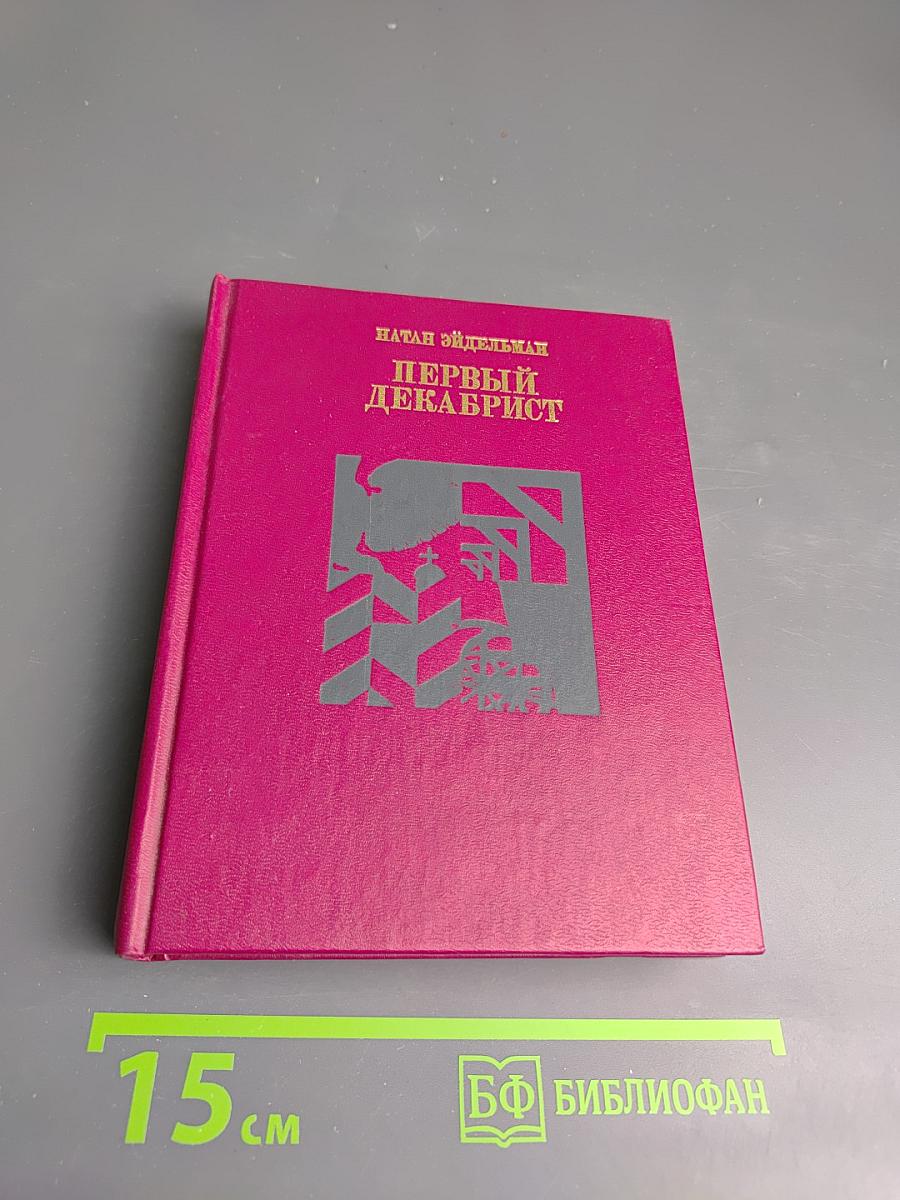 НАТАН ЭЙДЕЛЬМАН
ПЕРВЫЙ
ДЕКАБРИСТ
15 см
БФ БИБЛИОФАН